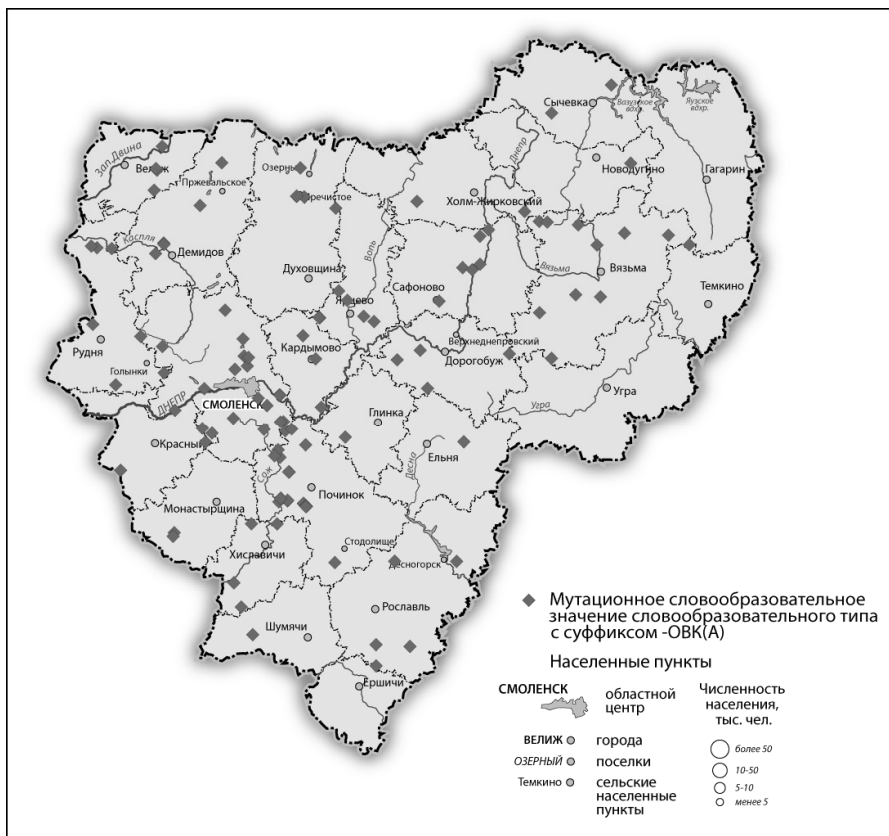 Сычевка
Вазузское
вдхр.
Яузское
вдхр.
Зап.Двина
Велиж
Пржевальское
Озерный
Пречистое
Днепр
Новодугино
Гагарин
Холм-Жирковский
Каспля
Демидов
Духовщина
Вопь
Сафоново
Вязьма
Вязьма
Темкино
Ярцево
Рудня
Голынки
Кардымово
Верхнеднепровский
Дорогобуж
ДНЕПР
СМОЛЕНСК
Глинка
Угра
Угра
Красный
Сож
Ельня
Десна
Монастырщина
Починок
Хиславичи
Стодолище
Десногорск
Шумячи
Рославль
Ершичи
Мутационное словообразовательное
значение словообразовательного типа
с суффиксом -ОВК(А)
Населенные пункты
СМОЛЕНСК
областной
центр
ВЕЛИЖ
города
ОЗЕРНЫЙ
поселки
Темкино
сельские
населенные
пункты
Численность
населения,
тыс. чел.
более 50
10-50
5-10
менее 5